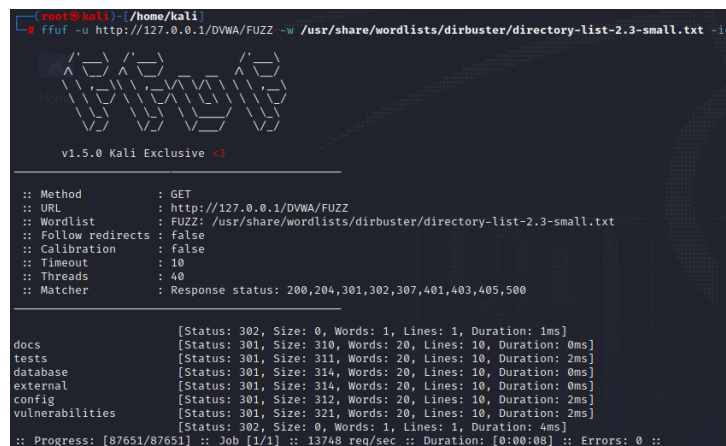 ┌──(root㉿kali)-[/home/kali]
└─# ffuf -u http://127.0.0.1/DVWA/FUZZ -w /usr/share/wordlists/dirbuster/directory-list-2.3-small.txt -ic
v1.5.0 Kali Exclusive <3
:: Method : GET
:: URL : http://127.0.0.1/DVWA/FUZZ
:: Wordlist : FUZZ: /usr/share/wordlists/dirbuster/directory-list-2.3-small.txt
:: Follow redirects : false
:: Calibration : false
:: Timeout : 10
:: Threads : 40
:: Matcher : Response status: 200,204,301,302,307,401,403,405,500
[Status: 302, Size: 0, Words: 1, Lines: 1, Duration: 1ms]
docs [Status: 301, Size: 310, Words: 20, Lines: 10, Duration: 0ms]
tests [Status: 301, Size: 311, Words: 20, Lines: 10, Duration: 2ms]
database [Status: 301, Size: 314, Words: 20, Lines: 10, Duration: 0ms]
external [Status: 301, Size: 314, Words: 20, Lines: 10, Duration: 0ms]
config [Status: 301, Size: 312, Words: 20, Lines: 10, Duration: 2ms]
vulnerabilities [Status: 301, Size: 321, Words: 20, Lines: 10, Duration: 2ms]
[Status: 302, Size: 0, Words: 1, Lines: 1, Duration: 4ms]
:: Progress: [87651/87651] :: Job [1/1] :: 13748 req/sec :: Duration: [0:00:08] :: Errors: 0 ::